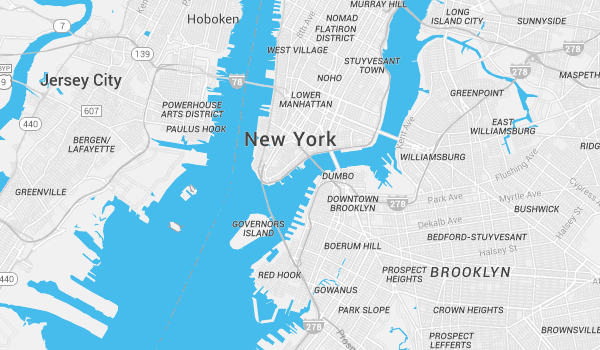 MURRAY HILL
Hoboken
NOMAD
FLATIRON
DISTRICT
LONG
ISLAND CITY
SUNNYSIDE
7
139
WEST VILLAGE
278
STUYVESANT
TOWN
278
MASPETH
Jersey City
78
NOHO
9
LOWER
MANHATTAN
GREENPOINT
607
POWERHOUSE
ARTS DISTRICT
440
PAULUS HOOK
EAST
WILLIAMSBURG
Kent Ave
New York
BERGEN/
LAFAYETTE
RIDG
WILLIAMSBURG
Flushing Ave
DUMBO
GREENVILLE
Cypress A
DOWNTOWN
BROOKLYN
278
Park Ave
Myrtle Ave
BUSHWICK
Halsey St
GOVERNORS
ISLAND
Dekalb Ave
BEDFORD-STUYVESANT
BOERUM HILL
Halsey St
RED HOOK
PROSPECT
HEIGHTS
BROOKLYN
440
GOWANUS
PARK SLOPE
CROWN HEIGHTS
278
BROWNSVILLE
PROSPECT
LEFFERTS